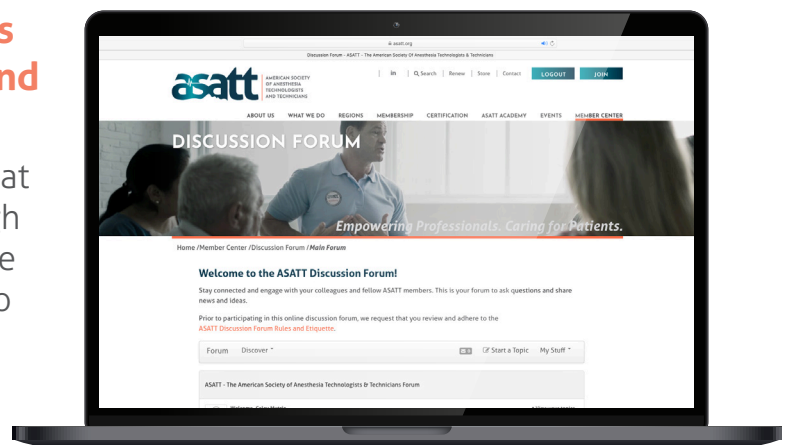 s
nd
at
h
e
o
asatt.org
Discussion Forum - ASATT - The American Society Of Anesthesia Technologists & Technicians
asatt
AMERICAN SOCIETY
OF ANESTHESIA
TECHNOLOGISTS
AND TECHNICIANS
in | Search | Renew | Store | Contact LOGOUT JOIN
ABOUT US WHAT WE DO REGIONS MEMBERSHIP CERTIFICATION ASATT ACADEMY EVENTS MEMBER CENTER
DISCUSSION FORUM
Empowering Professionals. Caring for Patients.
Home /Member Center /Discussion Forum /Main Forum
Welcome to the ASATT Discussion Forum!
Stay connected and engage with your colleagues and fellow ASATT members. This is your forum to ask questions and share
news and ideas.
Prior to participating in this online discussion forum, we request that you review and adhere to the
ASATT Discussion Forum Rules and Etiquette.
Forum Discover Start a Topic My Stuff
ASATT - The American Society of Anesthesia Technologists & Technicians Forum